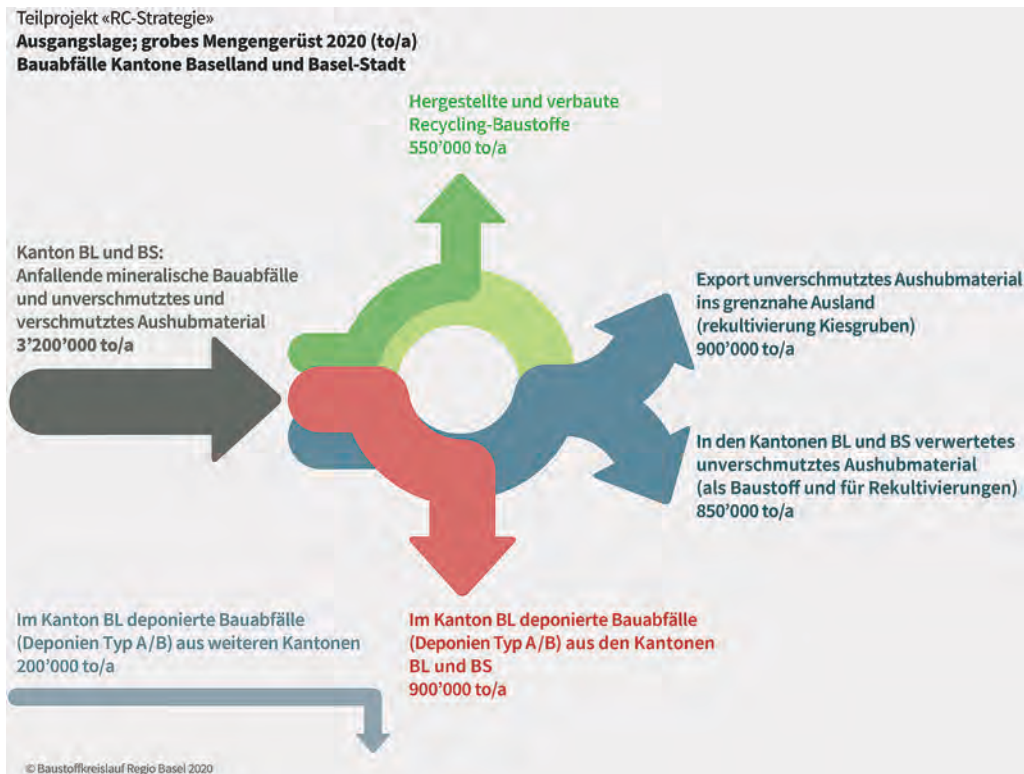 Teilprojekt «RC-Strategie»
Ausgangslage; grobes Mengengerüst 2020 (to/a)
Bauabfälle Kantone Baselland und Basel-Stadt
Hergestellte und verbaute
Recycling-Baustoffe
550’000 to/a
Kanton BL und BS:
Anfallende mineralische Bauabfälle
und unverschmutztes und
verschmutztes Aushubmaterial
3’200’000 to/a
Export unverschmutztes Aushubmaterial
ins grenznahe Ausland
(rekultivierung Kiesgruben)
900’000 to/a
In den Kantonen BL und BS verwertetes
unverschmutztes Aushubmaterial
(als Baustoff und für Rekultivierungen)
850’000 to/a
Im Kanton BL deponierte Bauabfälle
(Deponien Typ A/B) aus weiteren Kantonen
200’000 to/a
Im Kanton BL deponierte Bauabfälle
(Deponien Typ A/B) aus den Kantonen
BL und BS
900’000 to/a
© Baustoffkreislauf Regio Basel 2020